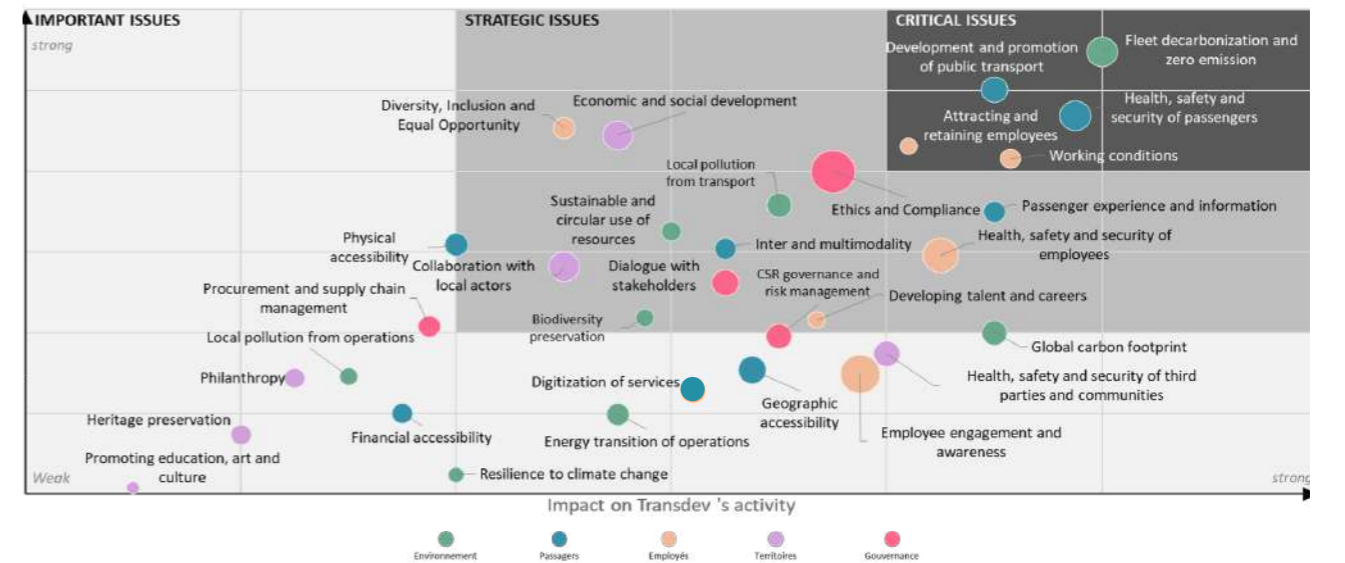 IMPORTANT ISSUES
STRATEGIC ISSUES
CRITICAL ISSUES
strong
Development and promotion
of public transport
Fleet decarbonization and
zero emission
Diversity, Inclusion and
Equal Opportunity
Economic and social development
Health, safety and
security of passengers
Attracting and
retaining employees
Working conditions
Local pollution
from transport
Sustainable and
circular use of
resources
Ethics and Compliance
Passenger experience and information
Physical
accessibility
Inter and multimodality
Health, safety and security of
employees
Collaboration with
local actors
Dialogue with
stakeholders
CSR governance and
risk management
Developing talent and careers
Procurement and supply chain
management
Biodiversity
preservation
Local pollution from operations
Global carbon footprint
Philanthropy
Digitization of services
Health, safety and security of third
parties and communities
Geographic
accessibility
Heritage preservation
Financial accessibility
Energy transition of operations
Employee engagement and
awareness
Promoting education, art and
culture
Resilience to climate change
Weak
strong
Impact on Transdev 's activity
Environnement
Passagers
Employés
Territoires
Gouvernance